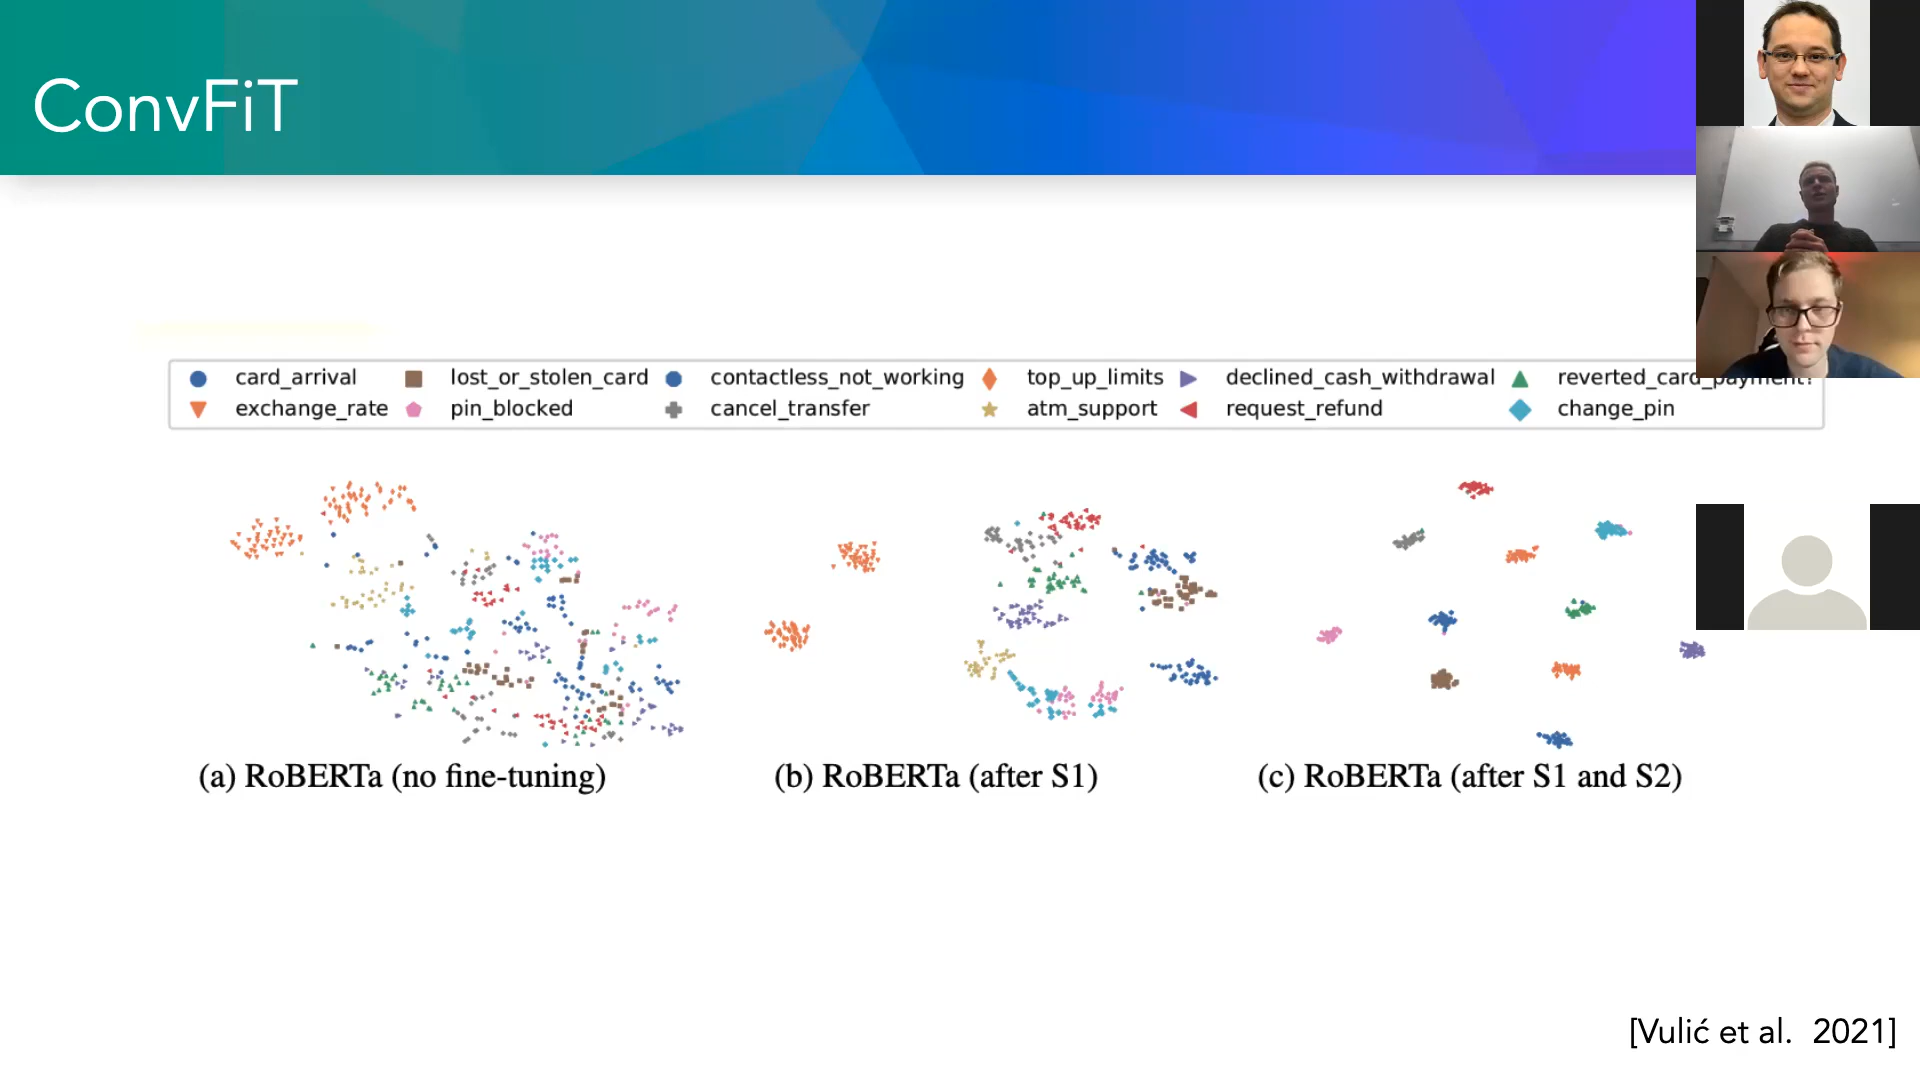 ConvFiT
card_arrival lost_or_stolen_card contactless_not_working top_up_limits declined_cash_withdrawal reverted_card_payment?
exchange_rate pin_blocked cancel_transfer atm_support request_refund change_pin
(a) RoBERTa (no fine-tuning) (b) RoBERTa (after S1) (c) RoBERTa (after S1 and S2)
[Vulić et al. 2021]